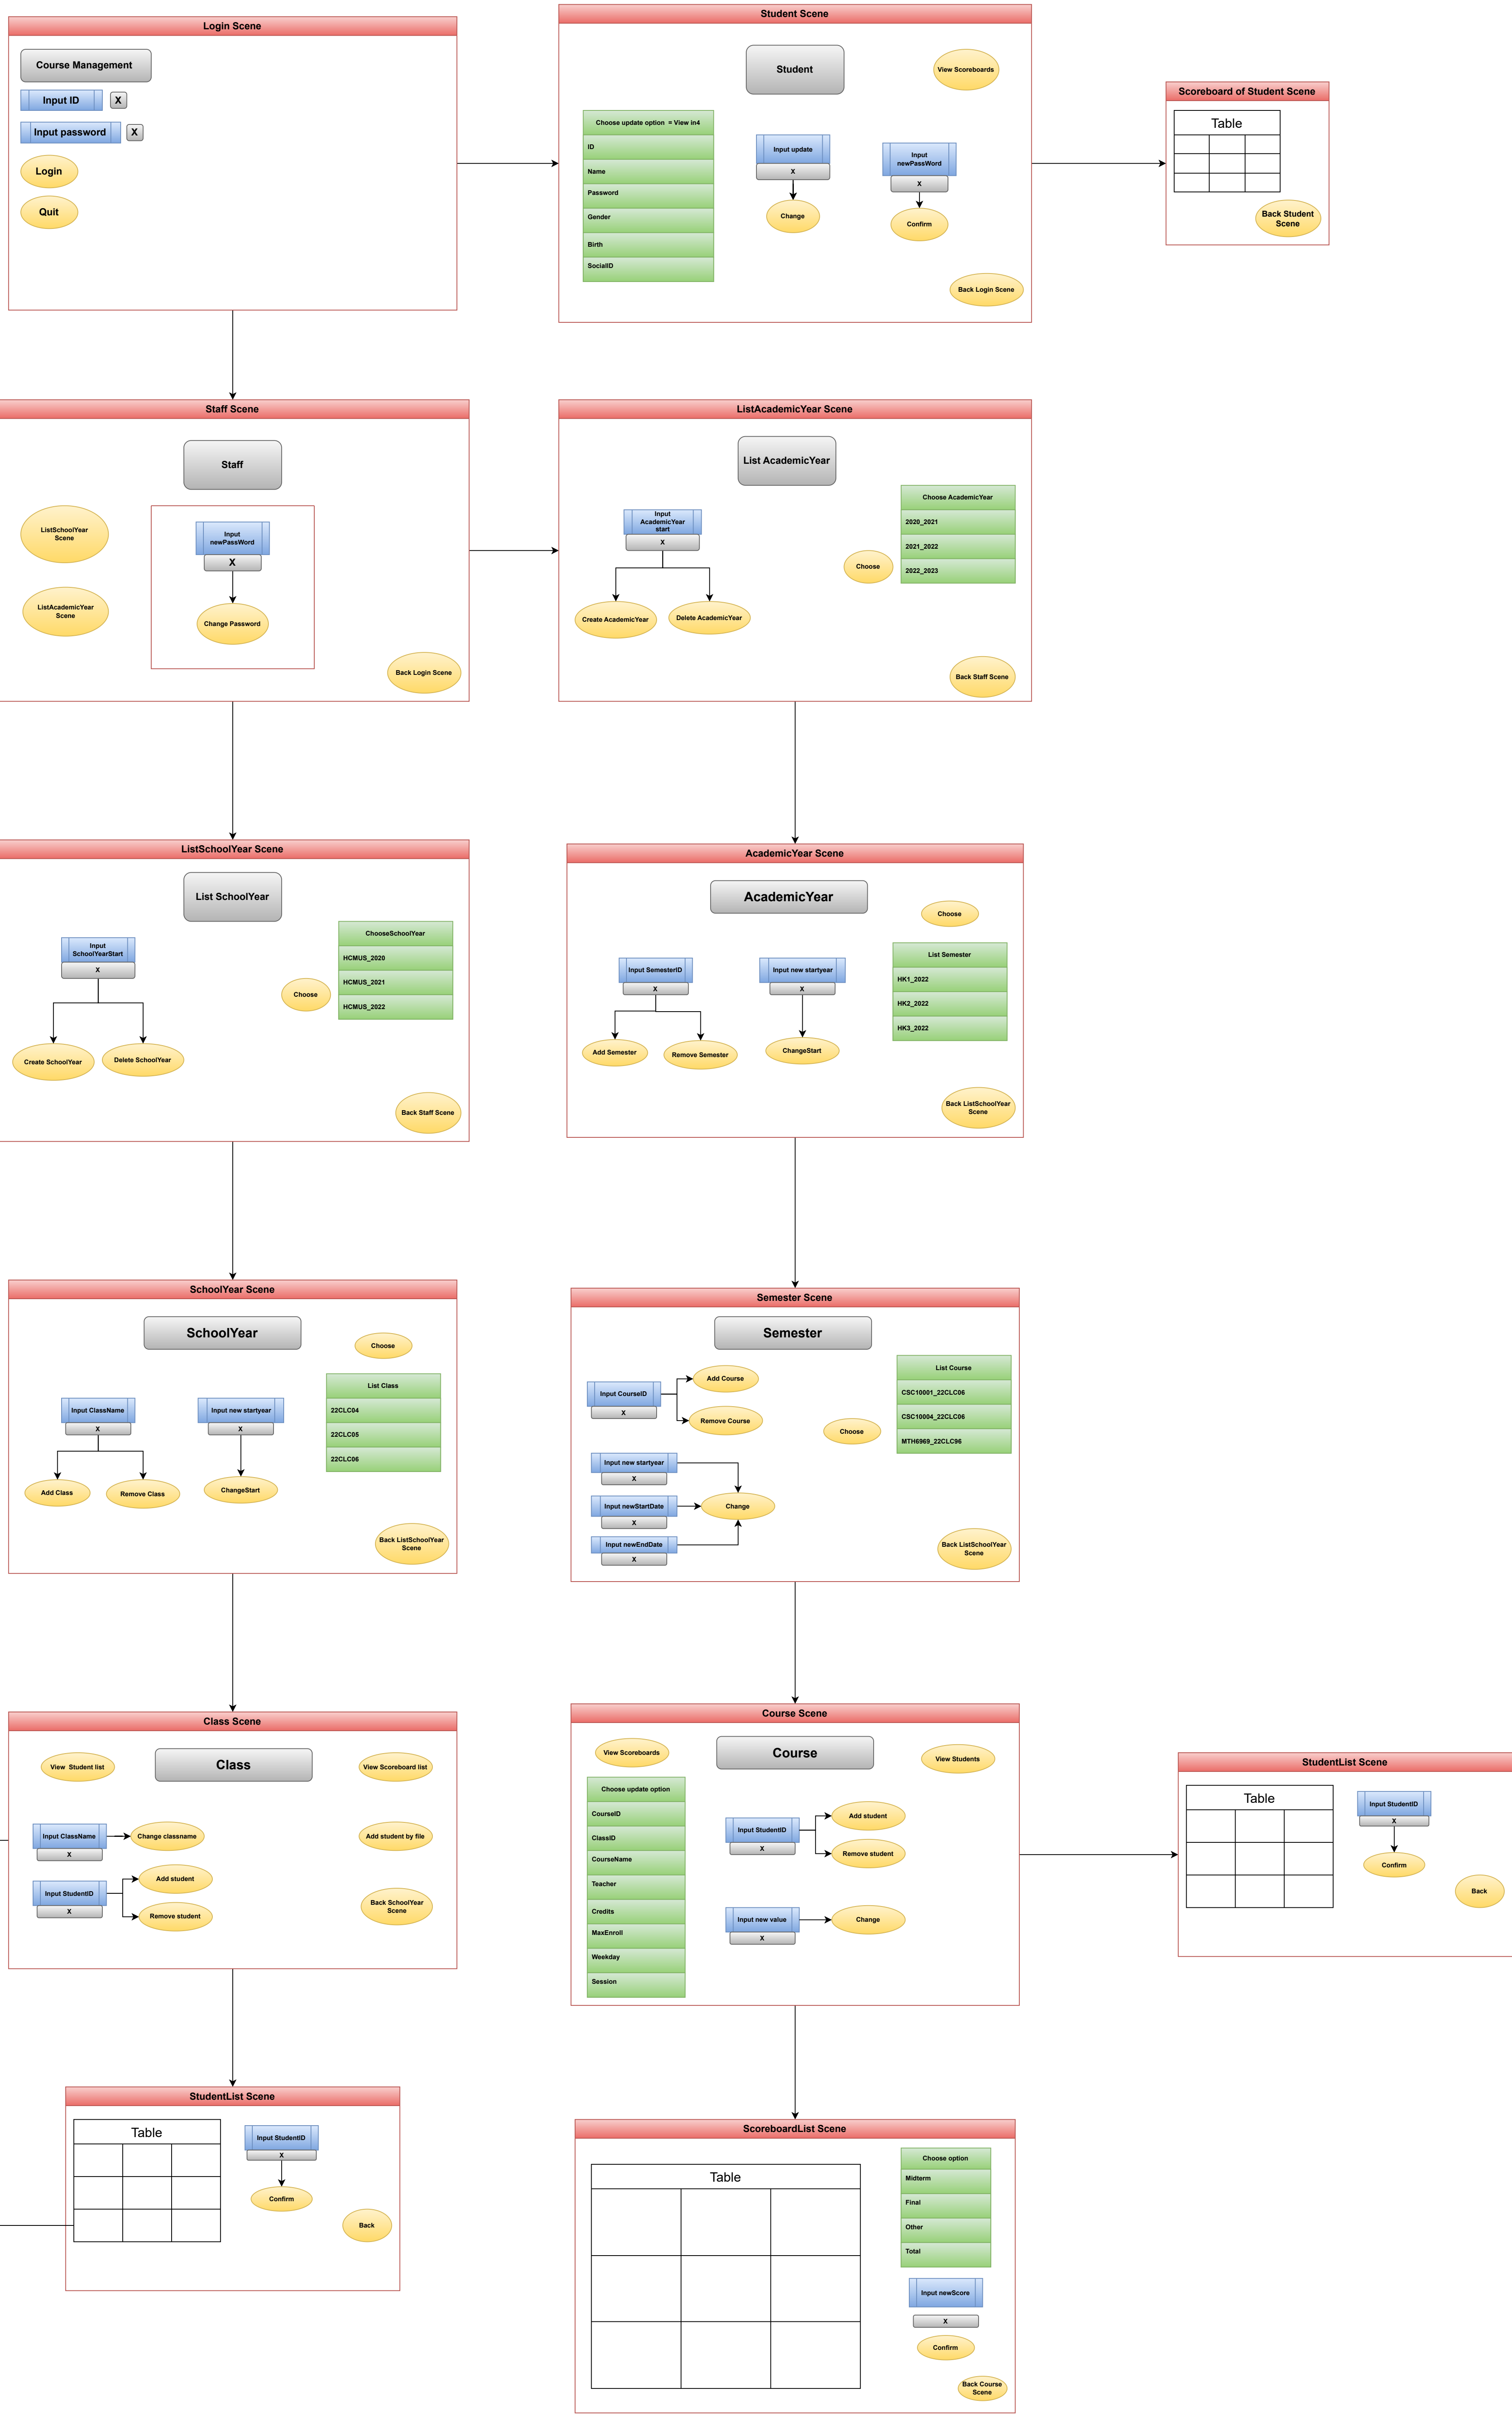 Login Scene
Course Management
Input ID
X
Input password
X
Login
Quit
Student Scene
Student
View Scoreboards
Choose update option  = View in4
ID
Name
Password
Gender
Birth
SocialID
Input update
X
Change
Input
newPassWord
X
Confirm
Back Login Scene
Scoreboard of Student Scene
Table
Back Student
Scene
Staff Scene
Staff
ListSchoolYear
Scene
ListAcademicYear
Scene
Input
newPassWord
X
Change Password
Back Login Scene
ListAcademicYear Scene
List AcademicYear
Input
AcademicYear
start
X
Create AcademicYear
Delete AcademicYear
Choose
Choose AcademicYear
2020_2021
2021_2022
2022_2023
Back Staff Scene
ListSchoolYear Scene
List SchoolYear
Input
SchoolYearStart
X
Create SchoolYear
Delete SchoolYear
Choose
ChooseSchoolYear
HCMUS_2020
HCMUS_2021
HCMUS_2022
Back Staff Scene
AcademicYear Scene
AcademicYear
Choose
Input SemesterID
X
Add Semester
Remove Semester
Input new startyear
X
ChangeStart
List Semester
HK1_2022
HK2_2022
HK3_2022
Back ListSchoolYear
Scene
SchoolYear Scene
SchoolYear
Choose
Input ClassName
X
Add Class
Remove Class
Input new startyear
X
ChangeStart
List Class
22CLC04
22CLC05
22CLC06
Back ListSchoolYear
Scene
Semester Scene
Semester
Input CourseID
X
Add Course
Remove Course
Choose
List Course
CSC10001_22CLC06
CSC10004_22CLC06
MTH6969_22CLC96
Input new startyear
X
Input newStartDate
X
Input newEndDate
X
Change
Back ListSchoolYear
Scene
Class Scene
View  Student list
Class
View Scoreboard list
Input ClassName
X
Change classname
Add student by file
Input StudentID
X
Add student
Remove student
Back SchoolYear
Scene
Course Scene
View Scoreboards
Course
View Students
Choose update option
CourseID
ClassID
CourseName
Teacher
Credits
MaxEnroll
Weekday
Session
Input StudentID
X
Add student
Remove student
Input new value
X
Change
StudentList Scene
Table
Input StudentID
X
Confirm
Back
StudentList Scene
Table
Input StudentID
X
Confirm
Back
ScoreboardList Scene
Table
Choose option
Midterm
Final
Other
Total
Input newScore
X
Confirm
Back Course
Scene